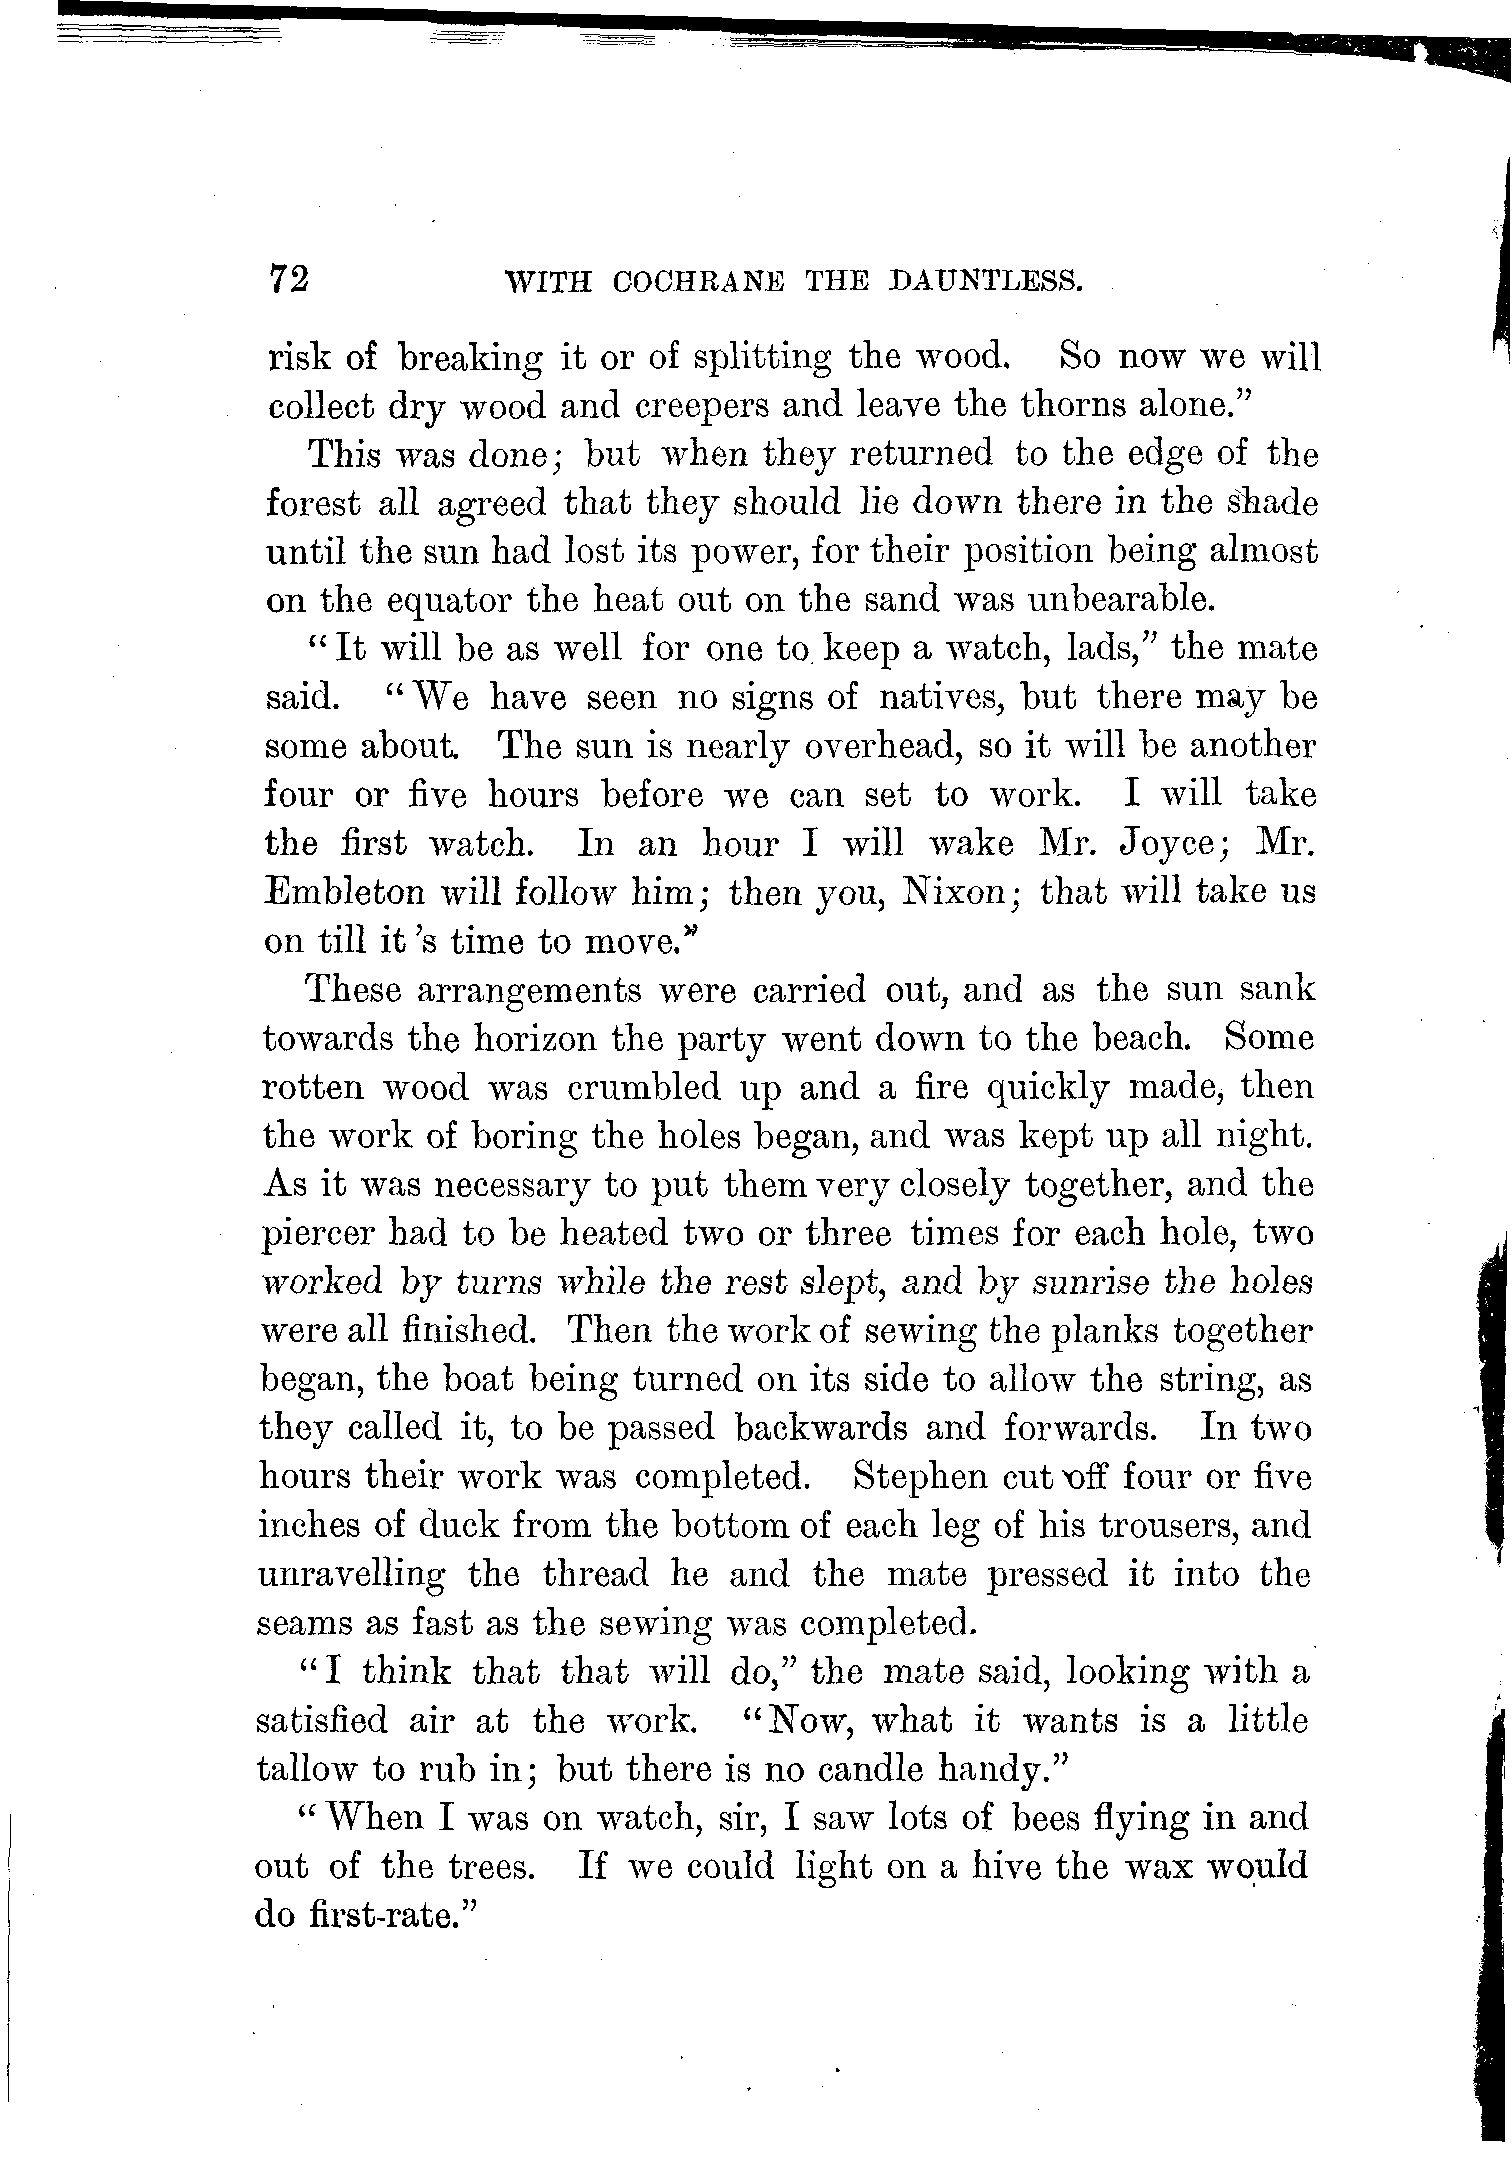 72 WITH COCHRANE THE DAUNTLESS.
risk of breaking it or of splitting the wood. So now we will
collect dry wood and creepers and leave the thorns alone.”
This was done; but when they returned to the edge of the
forest all agreed that they should lie down there in the shade
until the sun had lost its power, for their position being almost
on the equator the heat out on the sand was unbearable.
“It will be as well for one to keep a watch, lads,” the mate
said. “We have seen no signs of natives, but there may be
some about. The sun is nearly overhead, so it will be another
four or five hours before we can set to work. I will take
the first watch. In an hour I will wake Mr. Joyce; Mr.
Embleton will follow him; then you, Nixon; that will take us
on till it 's time to move.”
These arrangements were carried out, and as the sun sank
towards the horizon the party went down to the beach. Some
rotten wood was crumbled up and a fire quickly made, then
the work of boring the holes began, and was kept up all night.
As it was necessary to put them very closely together, and the
piercer had to be heated two or three times for each hole, two
worked by turns while the rest slept, and by sunrise the holes
were all finished. Then the work of sewing the planks together
began, the boat being turned on its side to allow the string, as
they called it, to be passed backwards and forwards. In two
hours their work was completed. Stephen cut off four or five
inches of duck from the bottom of each leg of his trousers, and
unravelling the thread he and the mate pressed it into the
seams as fast as the sewing was completed.
“I think that that will do,” the mate said, looking with a
satisfied air at the work. “Now, what it wants is a little
tallow to rub in; but there is no candle handy.”
“When I was on watch, sir, I saw lots of bees flying in and
out of the trees. If we could light on a hive the wax would
do first-rate.”